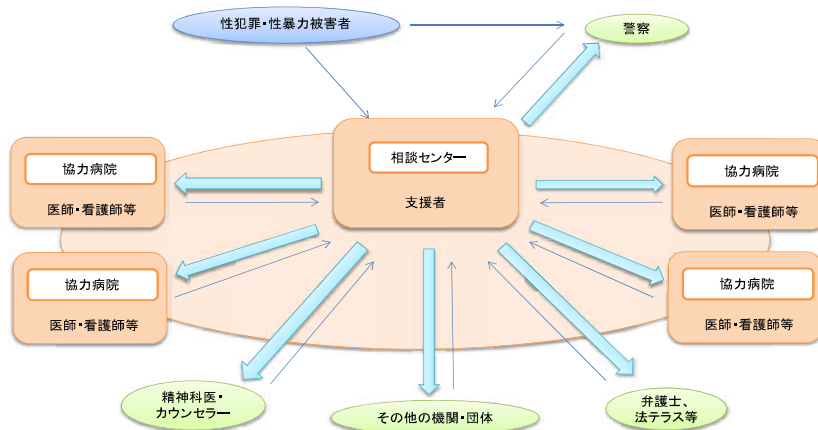 性犯罪・性暴力被害者
警察
相談センター
支援者
協力病院
医師・看護師等
協力病院
医師・看護師等
協力病院
医師・看護師等
協力病院
医師・看護師等
精神科医・
カウンセラー
その他の機関・団体
弁護士、
法テラス等